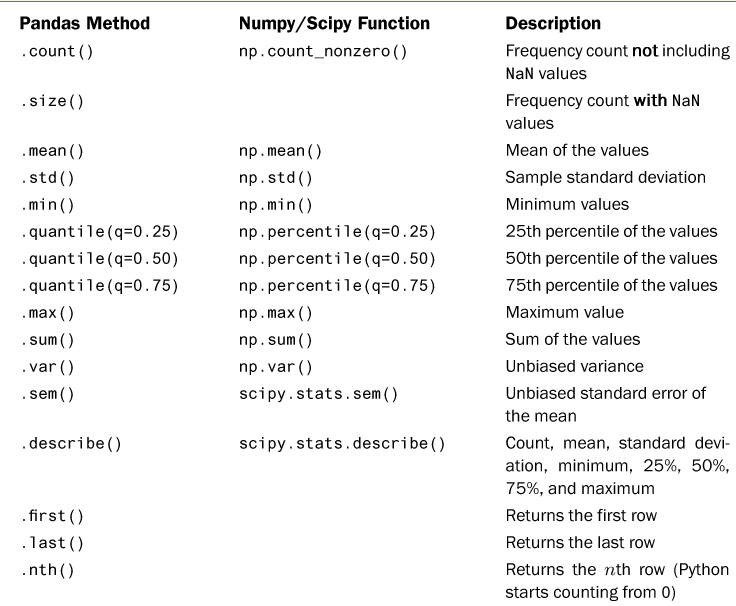 Pandas Method Numpy/Scipy Function Description
.count() np.count_nonzero() Frequency count not including
NaN values
.size() Frequency count with NaN
values
.mean() np.mean() Mean of the values
.std() np.std() Sample standard deviation
.min() np.min() Minimum values
.quantile(q=0.25) np.percentile(q=0.25) 25th percentile of the values
.quantile(q=0.50) np.percentile(q=0.50) 50th percentile of the values
.quantile(q=0.75) np.percentile(q=0.75) 75th percentile of the values
.max() np.max() Maximum value
.sum() np.sum() Sum of the values
.var() np.var() Unbiased variance
.sem() scipy.stats.sem() Unbiased standard error of
the mean
.describe() scipy.stats.describe() Count, mean, standard devi-
ation, minimum, 25%, 50%,
75%, and maximum
.first() Returns the first row
.last() Returns the last row
.nth() Returns the nth row (Python
starts counting from 0)